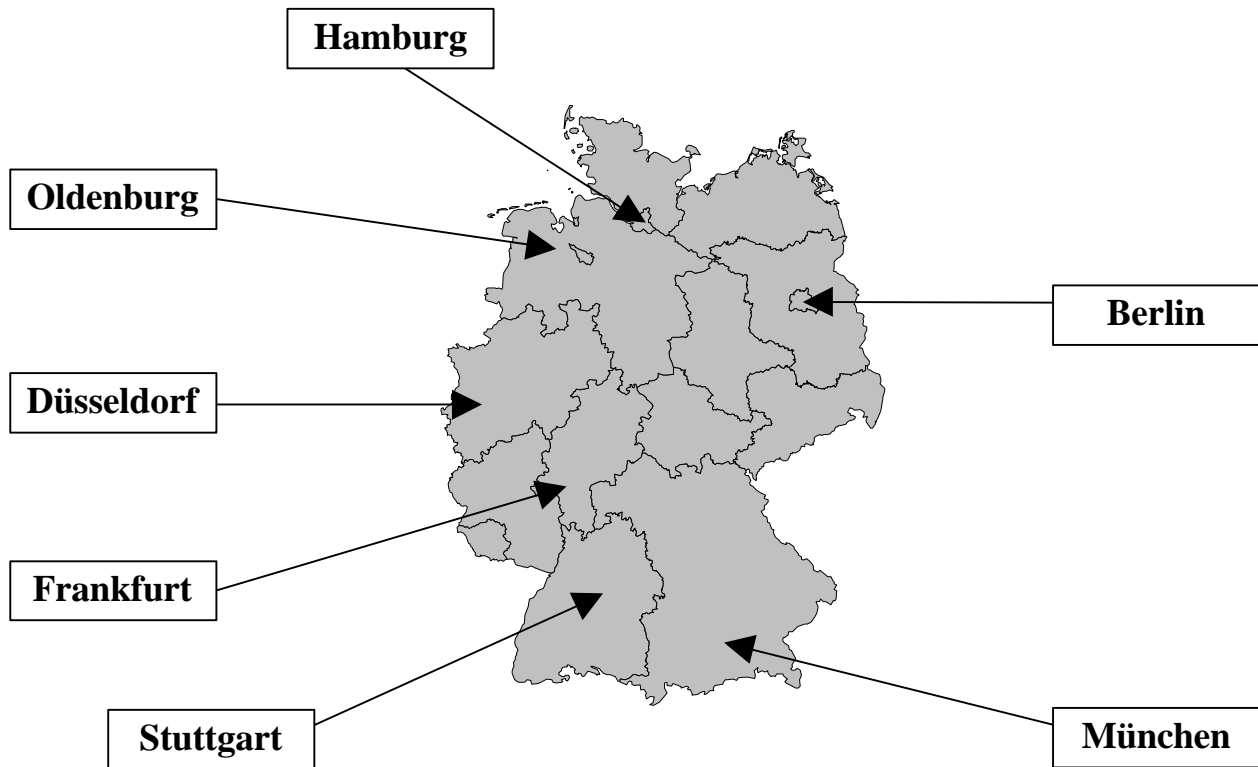 Hamburg
Oldenburg
Berlin
Düsseldorf
Frankfurt
Stuttgart
München